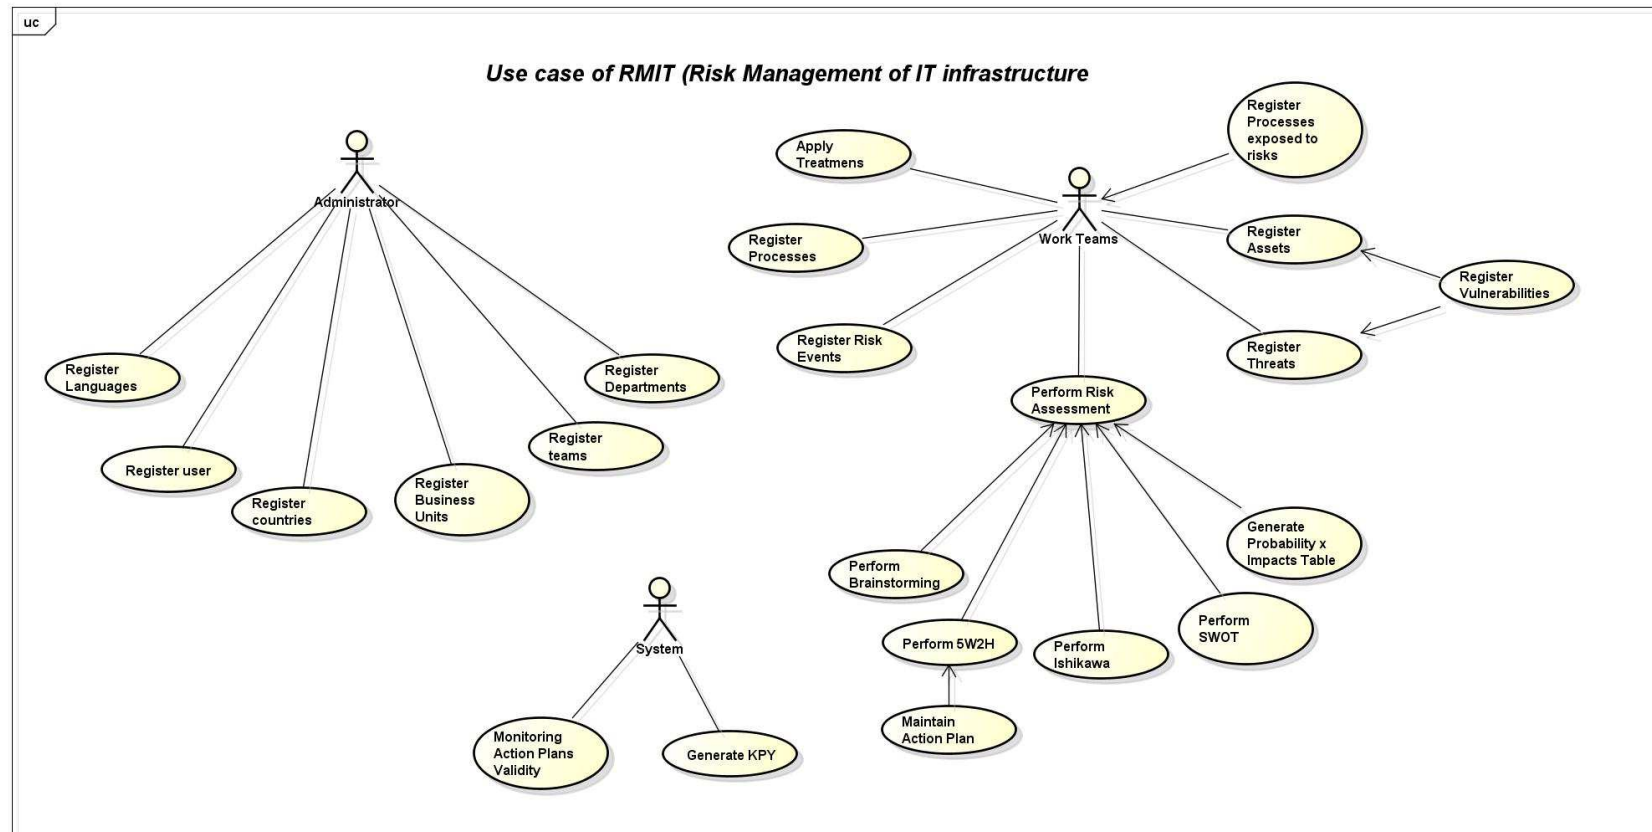 uc
Use case of RMIT (Risk Management of IT infrastructure
Register
Processes
exposed to
risks
Apply
Treatmens
Administrator
Work Teams
Register
Processes
Register
Assets
Register
Vulnerabilities
Register Risk
Events
Register
Threats
Register
Languages
Register
Departments
Perform Risk
Assessment
Register
teams
Register user
Register
Business
Units
Register
countries
Generate
Probability x
Impacts Table
Perform
Brainstorming
Perform
SWOT
Perform 5W2H
Perform
Ishikawa
System
Maintain
Action Plan
Monitoring
Action Plans
Validity
Generate KPY